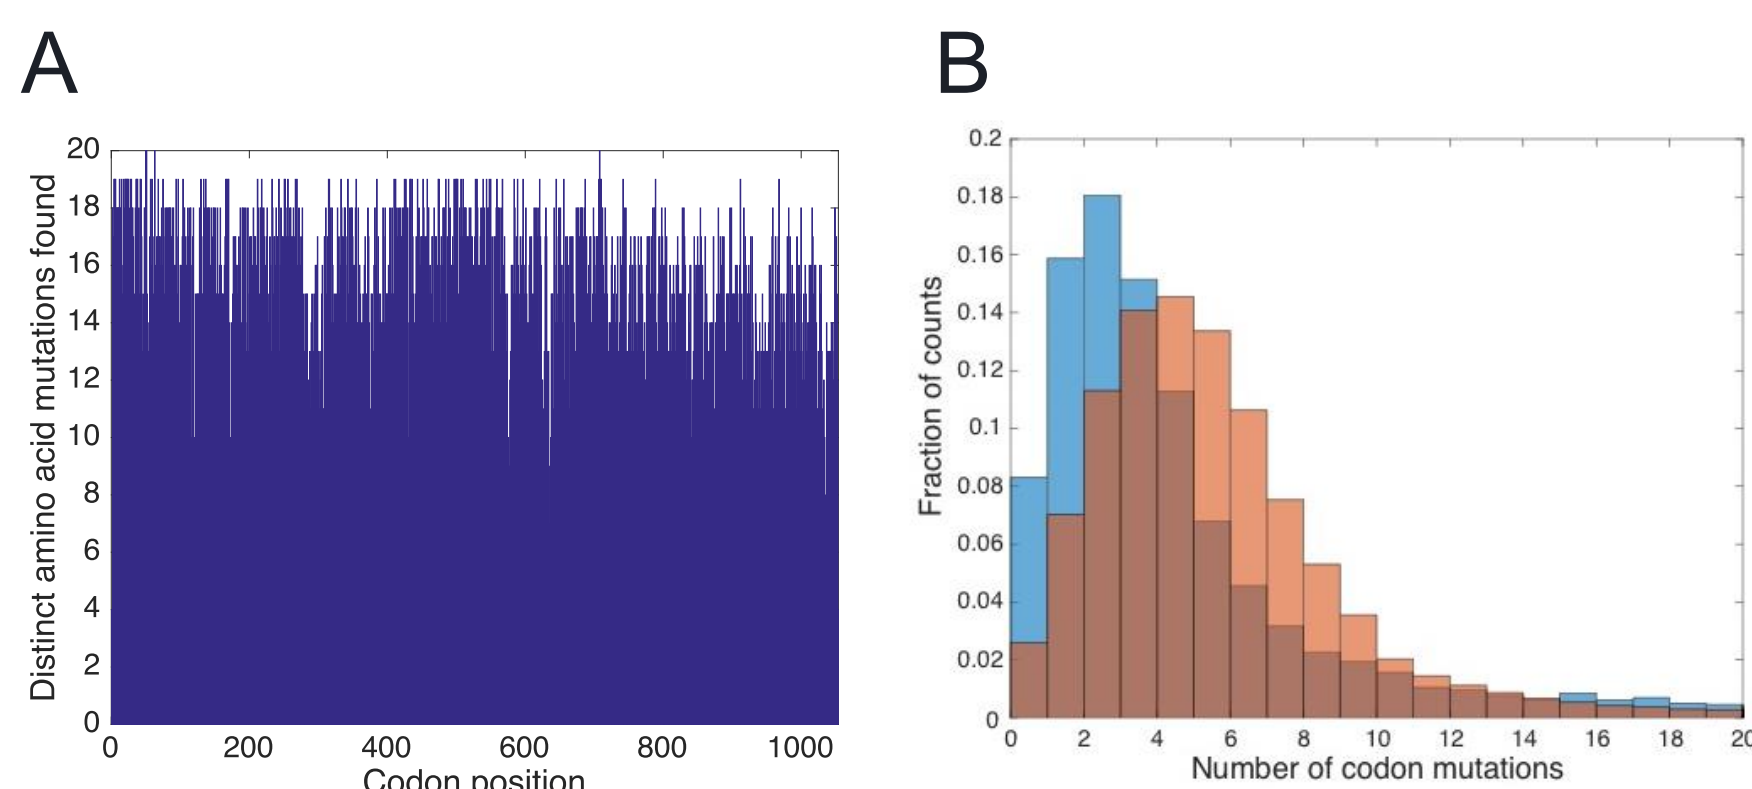 A
B
Distinct amino acid mutations found
20
18
16
14
12
10
8
6
4
2
0
0 200 400 600 800 1000
Codon position
Fraction of counts
0.2
0.18
0.16
0.14
0.12
0.1
0.08
0.06
0.04
0.02
0
0 2 4 6 8 10 12 14 16 18 20
Number of codon mutations